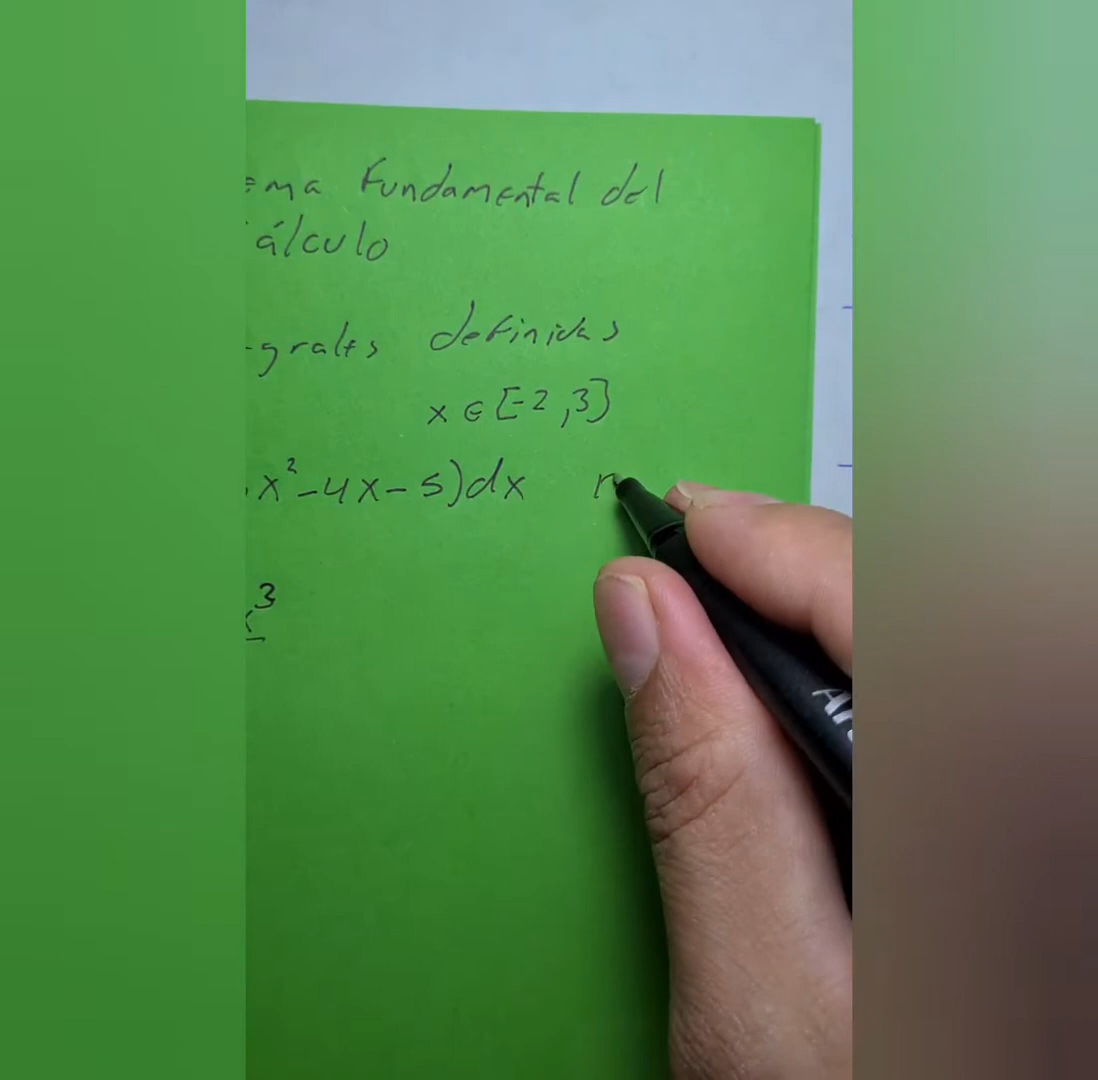 ema Fundamental del
álculo
grales definidas
x ∈ [-2,3]
x²-4x-5)dx
3